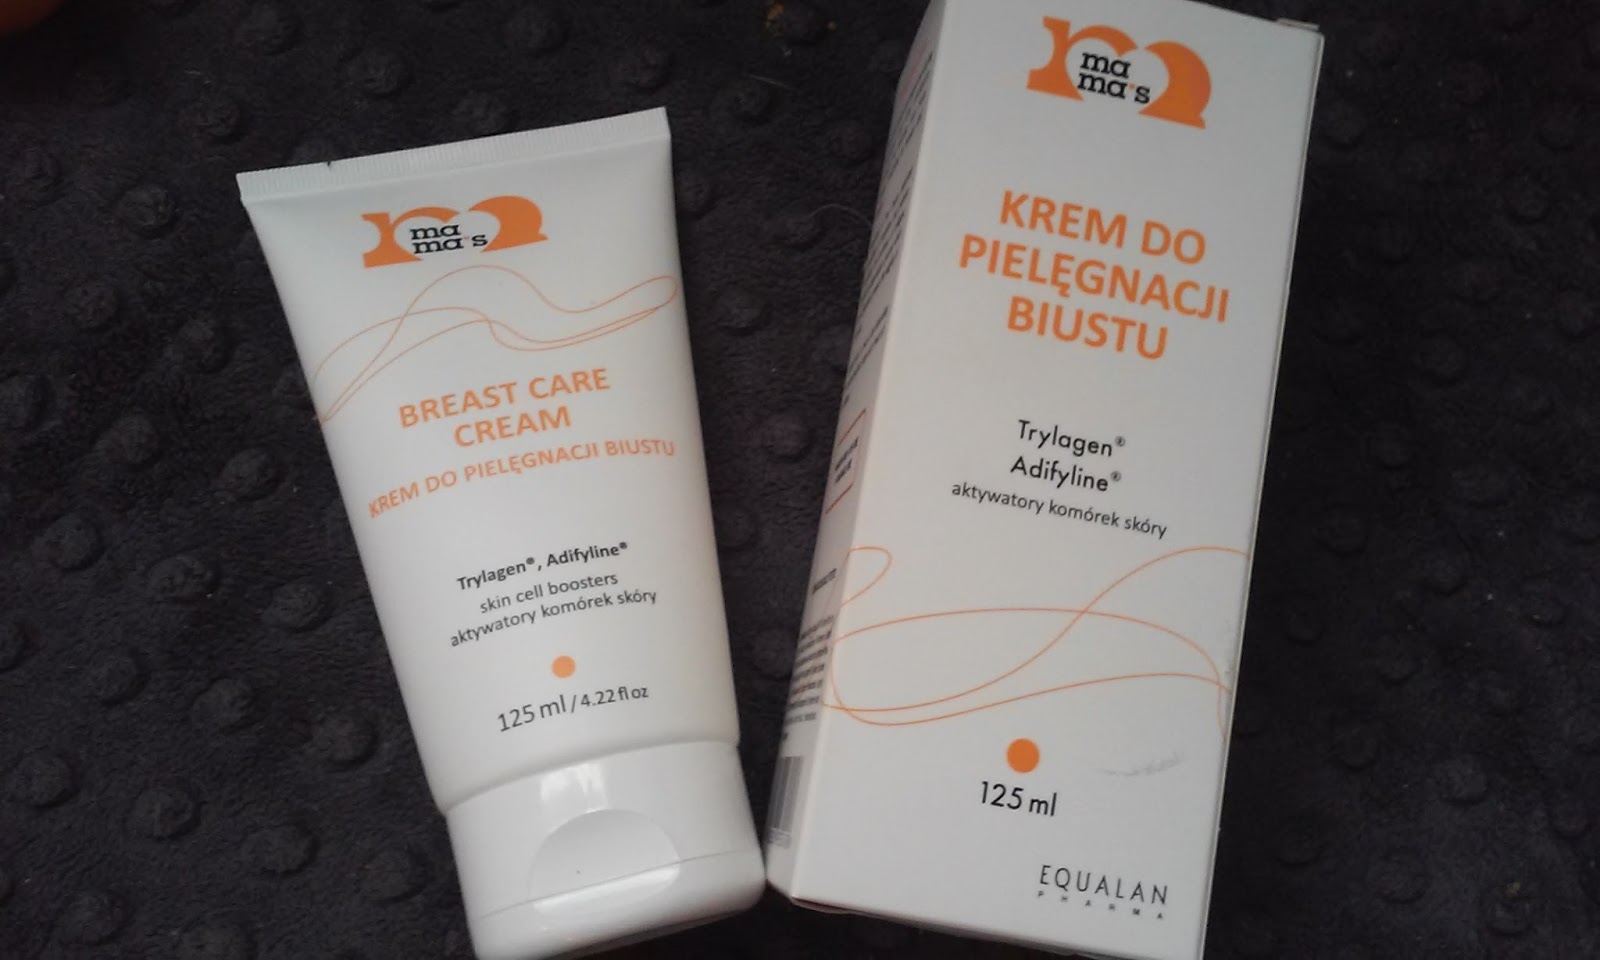 ma
ma's
BREAST CARE
CREAM
KREM DO PIELĘGNACJI BIUSTU
Trylagen®, Adifyline®
skin cell boosters
aktywatory komórek skóry
125 ml / 4.22 fl oz
ma
ma's
KREM DO
PIELĘGNACJI
BIUSTU
Trylagen®
Adifyline®
aktywatory komórek skóry
125 ml
EQUALAN
PHARMA